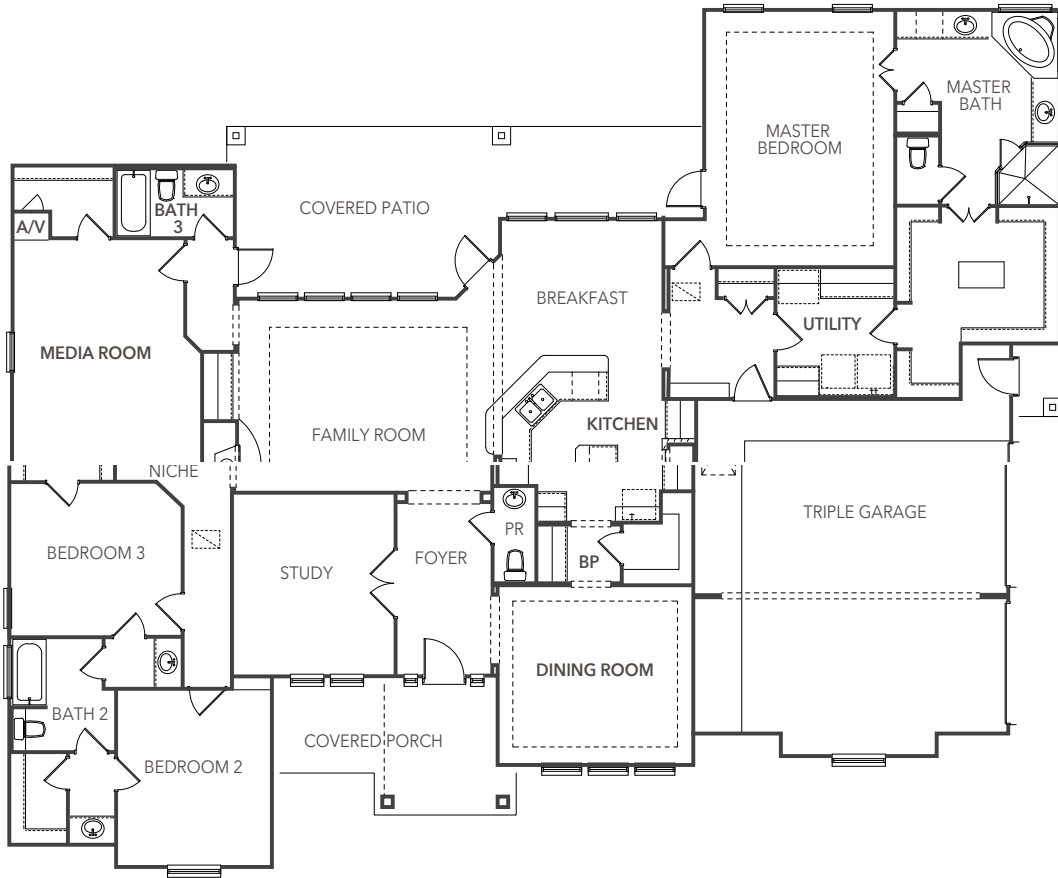 MASTER
BATH
MASTER
BEDROOM
COVERED PATIO
BATH
3
A/V
BREAKFAST
UTILITY
MEDIA ROOM
KITCHEN
FAMILY ROOM
NICHE
TRIPLE GARAGE
PR
BEDROOM 3
FOYER
BP
STUDY
DINING ROOM
BATH 2
COVERED PORCH
BEDROOM 2